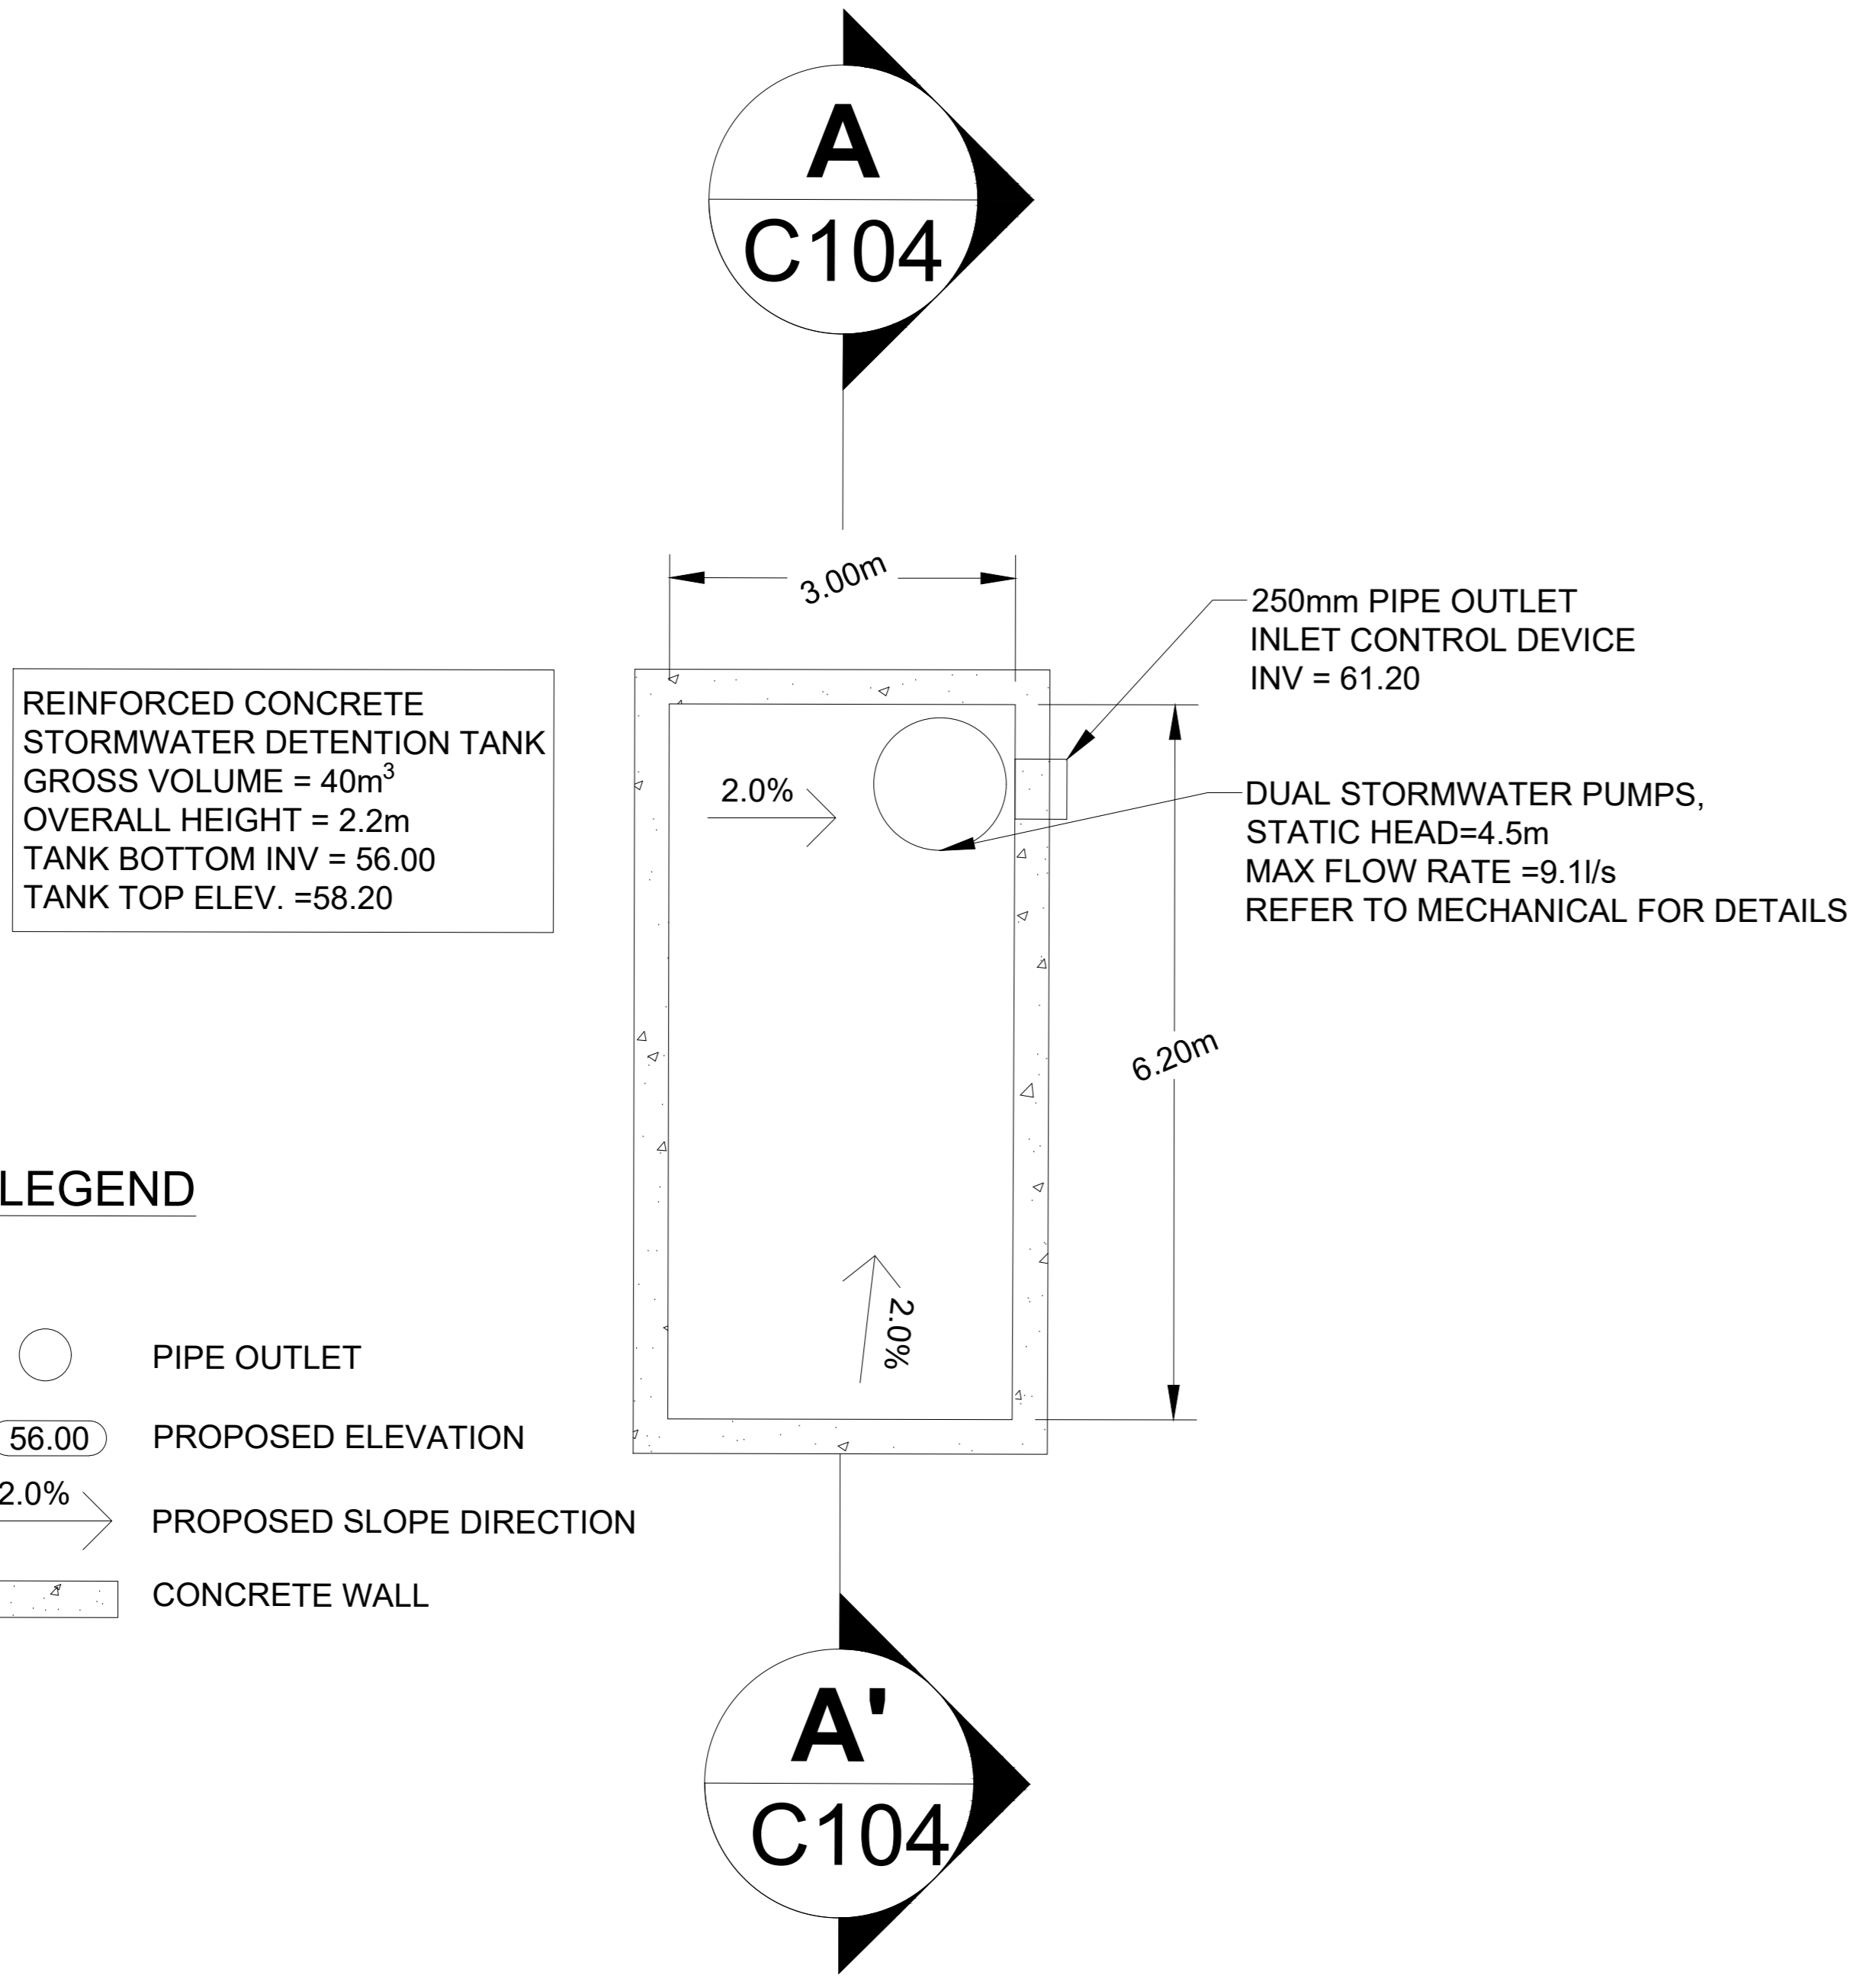 A
C104
3.00m
250mm PIPE OUTLET
INLET CONTROL DEVICE
INV = 61.20
REINFORCED CONCRETE
STORMWATER DETENTION TANK
GROSS VOLUME = 40m³
OVERALL HEIGHT = 2.2m
TANK BOTTOM INV = 56.00
TANK TOP ELEV. =58.20
2.0%
DUAL STORMWATER PUMPS,
STATIC HEAD=4.5m
MAX FLOW RATE =9.1l/s
REFER TO MECHANICAL FOR DETAILS
6.20m
2.0%
LEGEND
PIPE OUTLET
56.00 PROPOSED ELEVATION
2.0%
PROPOSED SLOPE DIRECTION
CONCRETE WALL
A'
C104